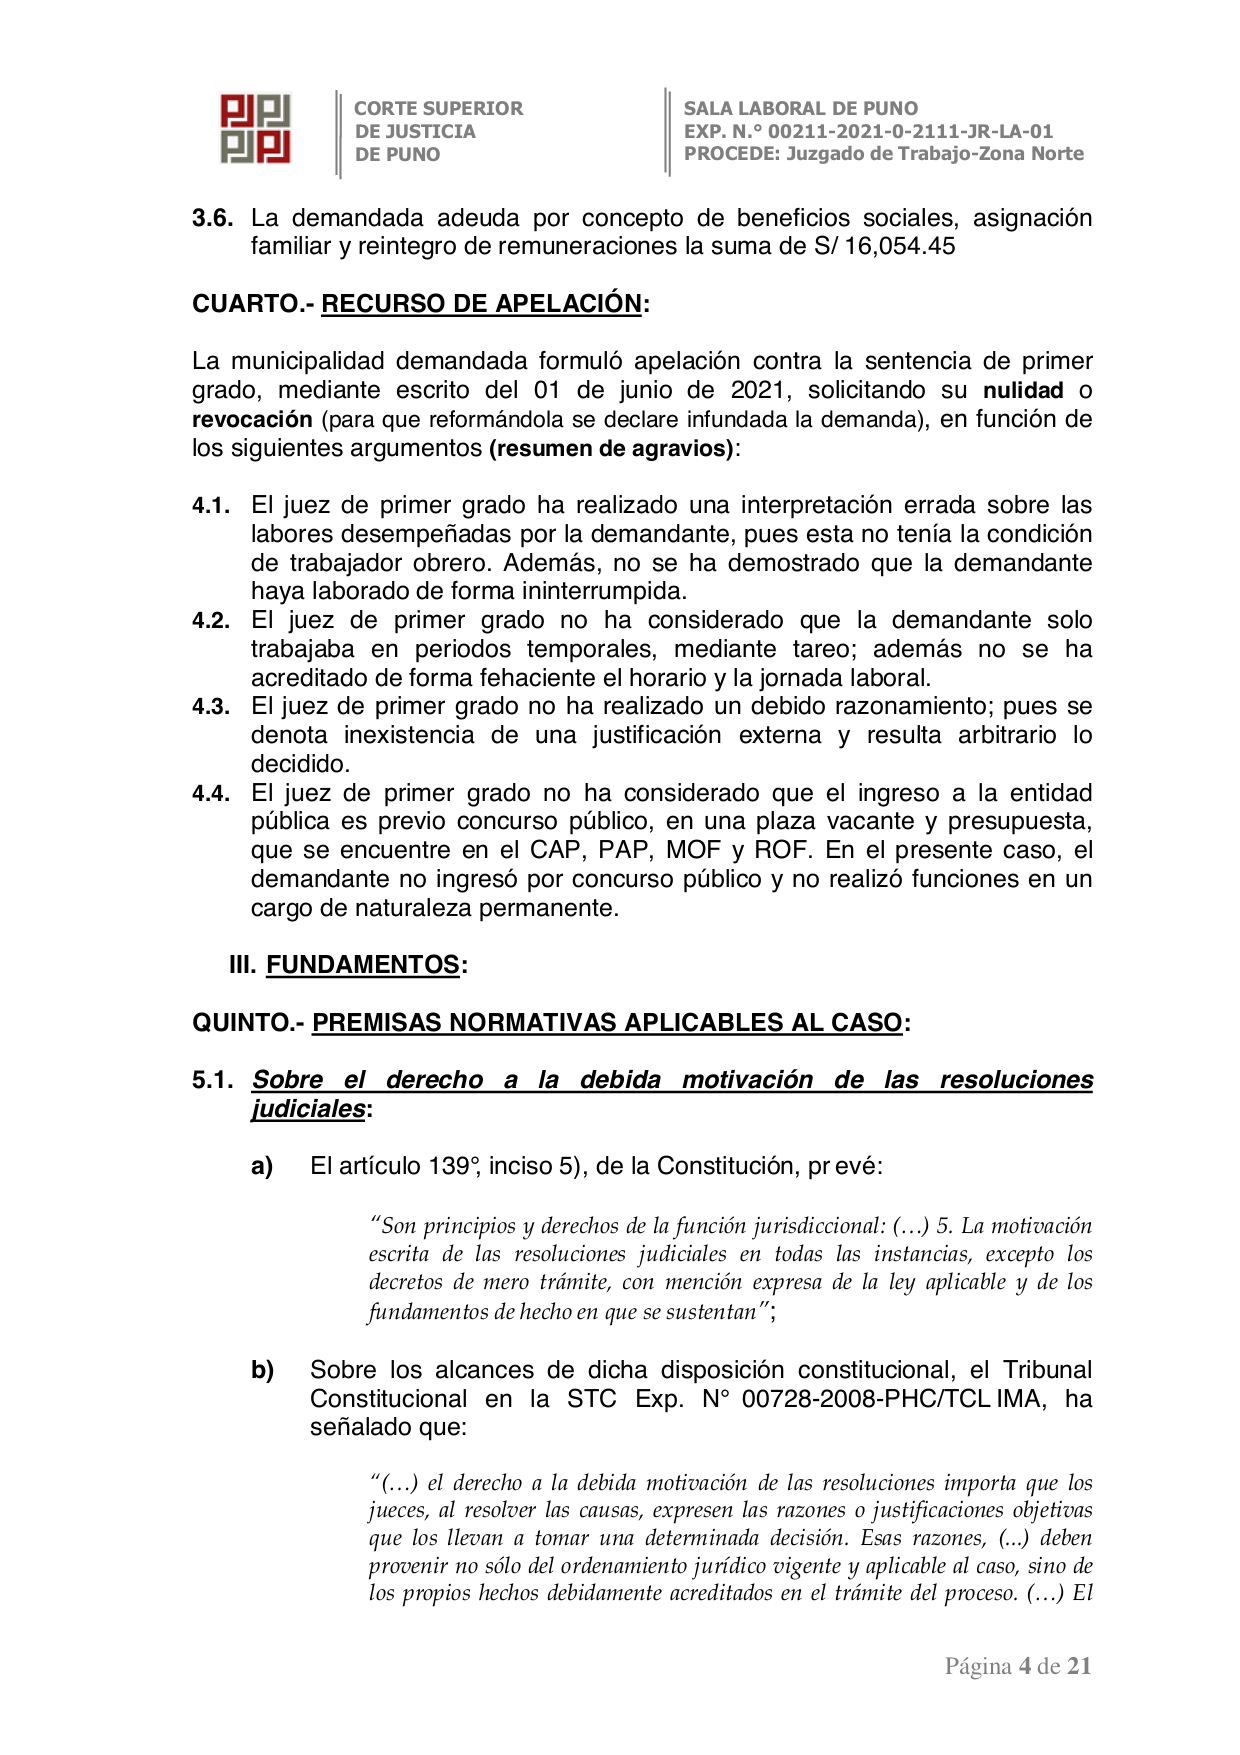 CORTE SUPERIOR
DE JUSTICIA
DE PUNO
SALA LABORAL DE PUNO
EXP. N.° 00211-2021-0-2111-JR-LA-01
PROCEDE: Juzgado de Trabajo-Zona Norte
3.6. La demandada adeuda por concepto de beneficios sociales, asignación
familiar y reintegro de remuneraciones la suma de S/ 16,054.45
CUARTO.- RECURSO DE APELACIÓN:
La municipalidad demandada formuló apelación contra la sentencia de primer
grado, mediante escrito del 01 de junio de 2021, solicitando su nulidad o
revocación (para que reformándola se declare infundada la demanda), en función de
los siguientes argumentos (resumen de agravios):
4.1. El juez de primer grado ha realizado una interpretación errada sobre las
labores desempeñadas por la demandante, pues esta no tenía la condición
de trabajador obrero. Además, no se ha demostrado que la demandante
haya laborado de forma ininterrumpida.
4.2. El juez de primer grado no ha considerado que la demandante solo
trabajaba en periodos temporales, mediante tareo; además no se ha
acreditado de forma fehaciente el horario y la jornada laboral.
4.3. El juez de primer grado no ha realizado un debido razonamiento; pues se
denota inexistencia de una justificación externa y resulta arbitrario lo
decidido.
4.4. El juez de primer grado no ha considerado que el ingreso a la entidad
pública es previo concurso público, en una plaza vacante y presupuesta,
que se encuentre en el CAP, PAP, MOF y ROF. En el presente caso, el
demandante no ingresó por concurso público y no realizó funciones en un
cargo de naturaleza permanente.
III. FUNDAMENTOS:
QUINTO.- PREMISAS NORMATIVAS APLICABLES AL CASO:
5.1. Sobre el derecho a la debida motivación de las resoluciones
judiciales:
a) El artículo 139°, inciso 5), de la Constitución, pr evé:
“Son principios y derechos de la función jurisdiccional: (…) 5. La motivación
escrita de las resoluciones judiciales en todas las instancias, excepto los
decretos de mero trámite, con mención expresa de la ley aplicable y de los
fundamentos de hecho en que se sustentan”;
b) Sobre los alcances de dicha disposición constitucional, el Tribunal
Constitucional en la STC Exp. N° 00728-2008-PHC/TCL IMA, ha
señalado que:
“(…) el derecho a la debida motivación de las resoluciones importa que los
jueces, al resolver las causas, expresen las razones o justificaciones objetivas
que los llevan a tomar una determinada decisión. Esas razones, (...) deben
provenir no sólo del ordenamiento jurídico vigente y aplicable al caso, sino de
los propios hechos debidamente acreditados en el trámite del proceso. (…) El
Página 4 de 21